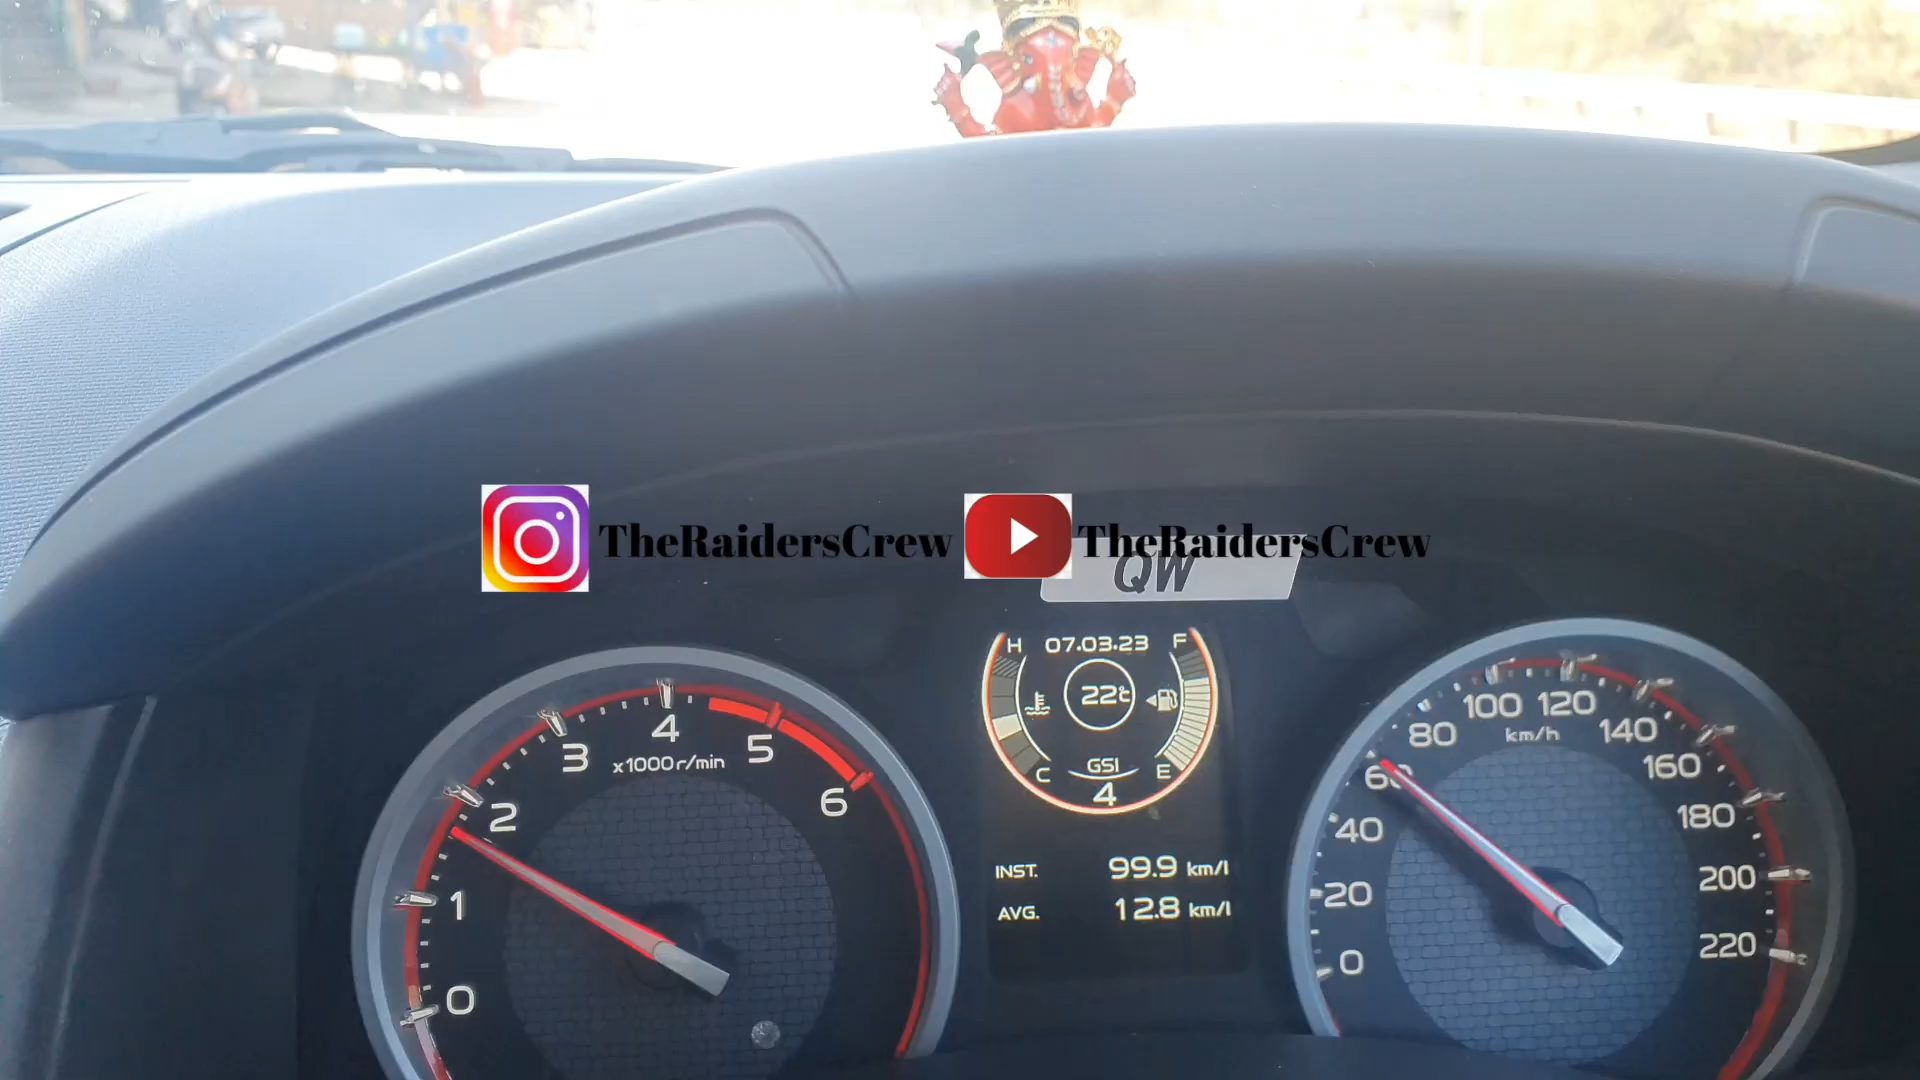 TheRaidersCrew TheRaidersCrew
QW
H 07.03.23 F
22°C
GSI
C E
4
INST. 99.9 km/l
AVG. 12.8 km/l
0
1
2
3
4
5
6
x1000r/min
0
20
40
60
80
100
120
140
160
180
200
220
km/h